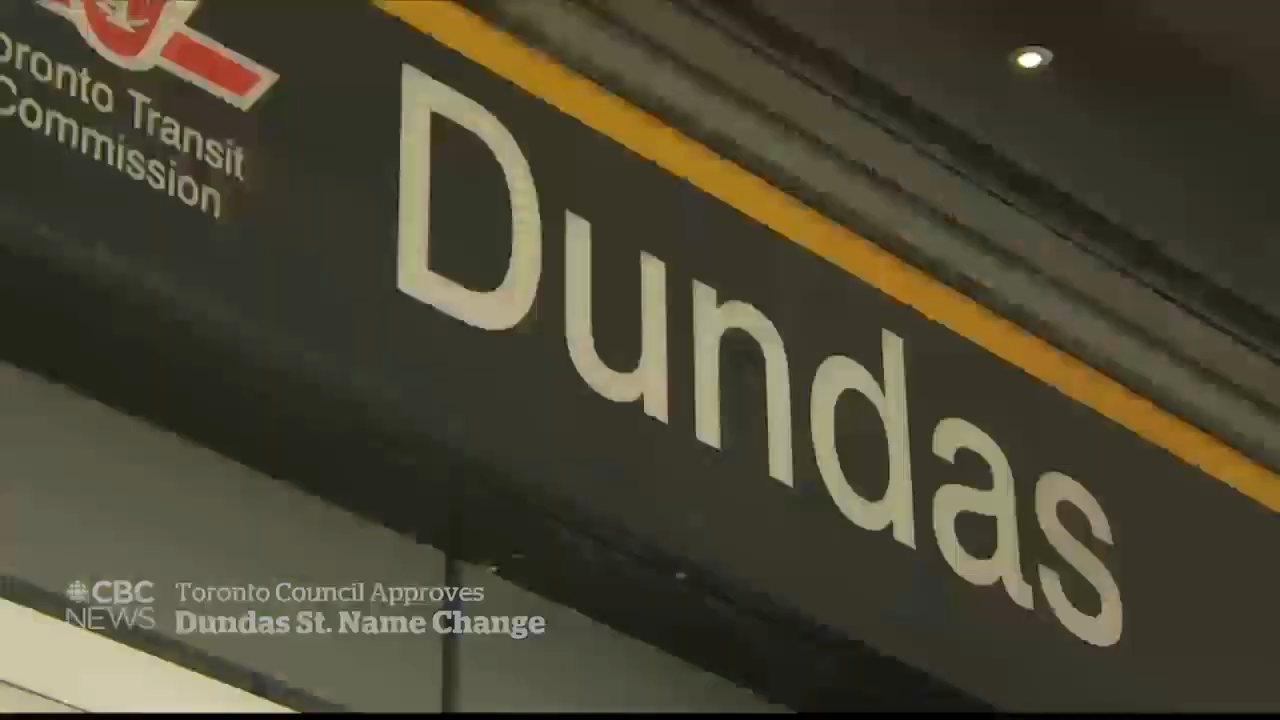 oronto Transit
Commission
Dundas
CBC
NEWS
Toronto Council Approves
Dundas St. Name Change